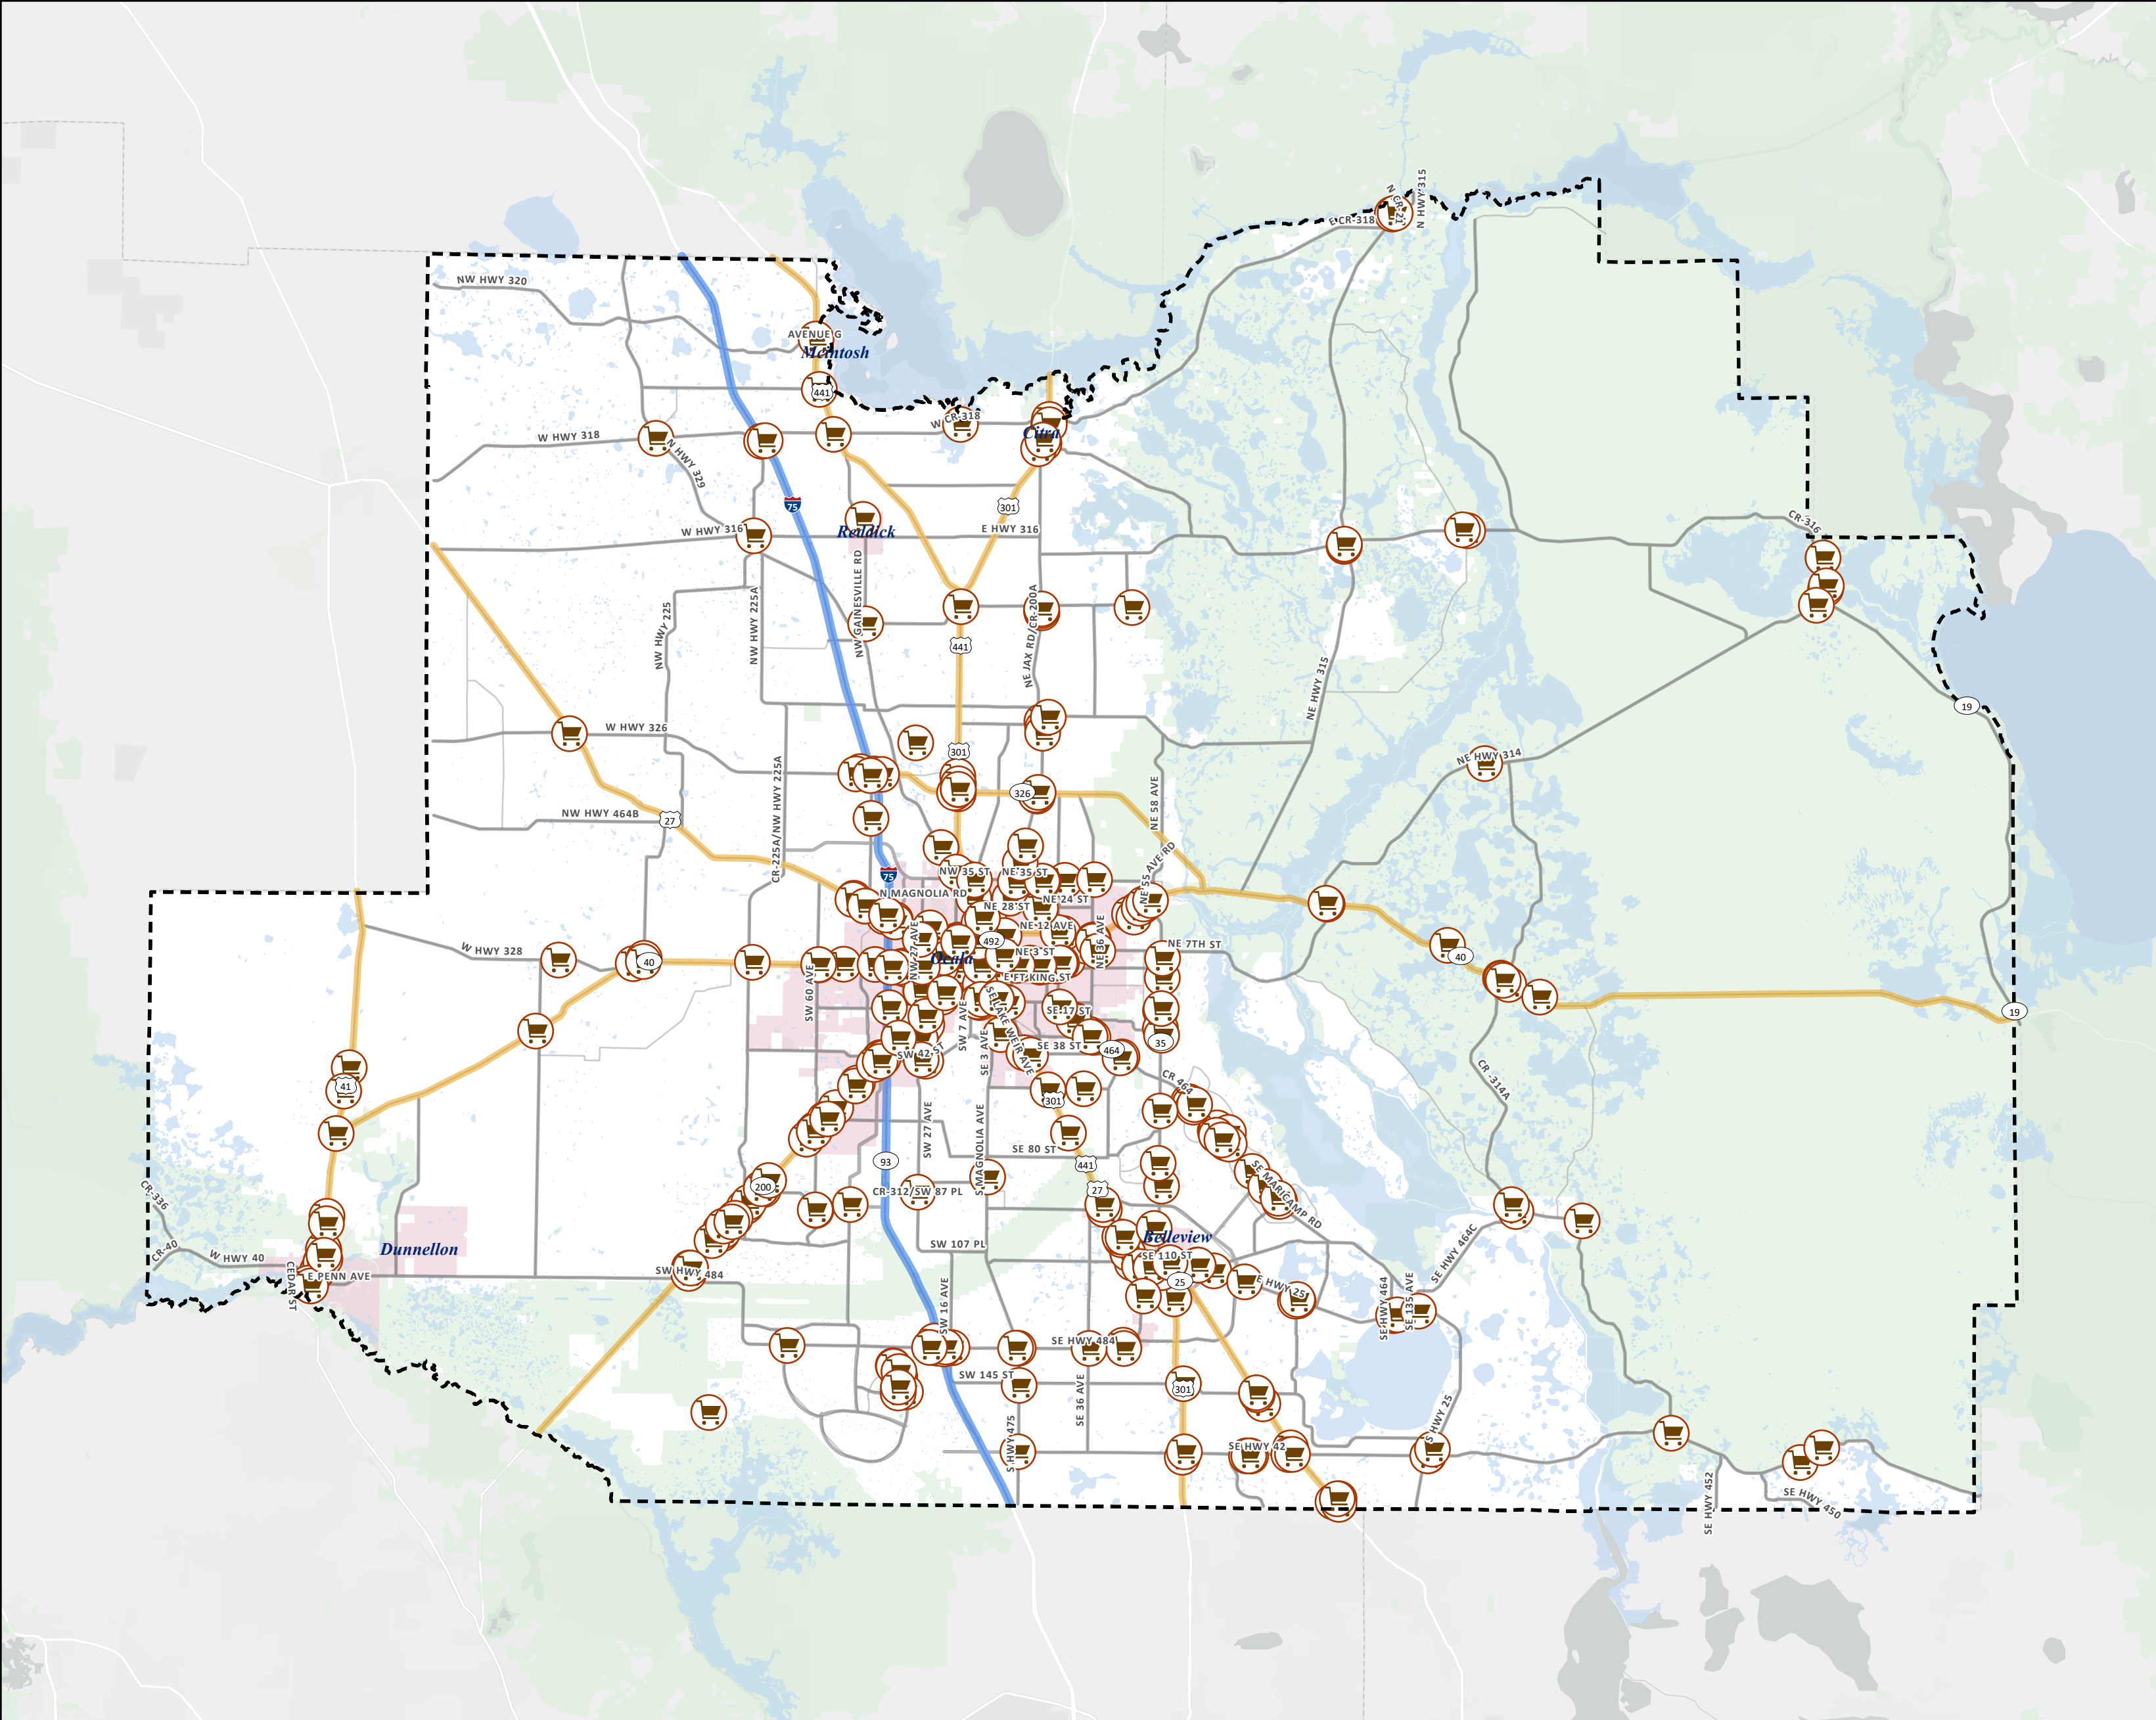 N CR-21
N HWY 315
E CR-318
NW HWY 320
AVENUE G
McIntosh
441
W CR-318
W HWY 318
Citra
N HWY 329
75
301
CR-316
W HWY 316
Reddick
E HWY 316
NW GAINESVILLE RD
NW HWY 225A
NE JAX RD/CR-200A
NW HWY 225
441
NE HWY 315
19
W HWY 326
301
NE HWY 314
CR-225A/NW HWY 225A
326
NE 58 AVE
NW HWY 464B
27
75
NW 35 ST
NE 35 ST
NE 55 AVE RD
N MAGNOLIA RD
NE 24 ST
NE 28 ST
NE 12 AVE
NW 27 AVE
492
NE 36 AVE
NE 7TH ST
W HWY 328
40
Ocala
NE 3 ST
40
E FT KING ST
SW 60 AVE
SE LAKE WEIR AVE
SE 17 ST
19
SW 7 AVE
SW 42 ST
SE 3 AVE
SE 38 ST
464
35
41
CR 464
CR -314A
301
SW 27 AVE
S MAGNOLIA AVE
SE 80 ST
93
441
200
CR-312/SW 87 PL
27
SE MARICAMP RD
CR-336
Dunnellon
Belleview
CR-40
W HWY 40
SW 107 PL
SE 110 ST
SE HWY 464C
CEDAR ST
E PENN AVE
SW HWY 484
25
E HWY 25
SE HWY 464
SE 135 AVE
SW 16 AVE
SE HWY 484
SW 145 ST
301
SE 36 AVE
S HWY 25
S HWY 475
SE HWY 42
SE HWY 452
SE HWY 450